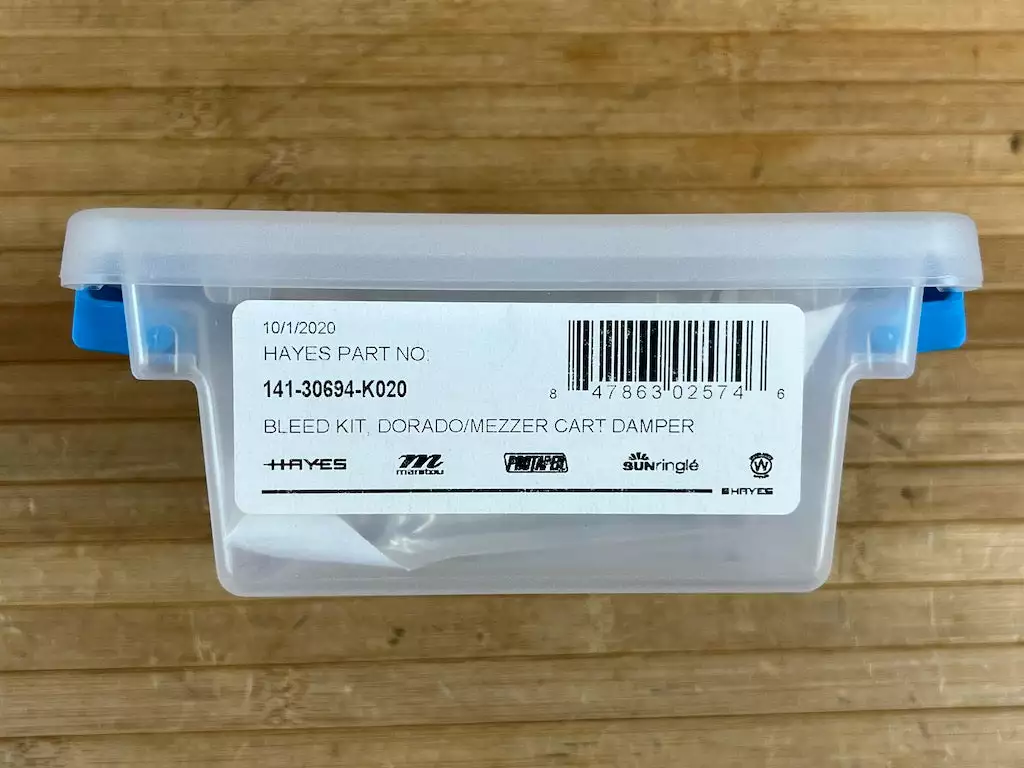 10/1/2020
HAYES PART NO:
141-30694-K020
8 47863 02574 6
BLEED KIT, DORADO/MEZZER CART DAMPER
HAYES manitou PROTAPER SUNringlé W
HAYES